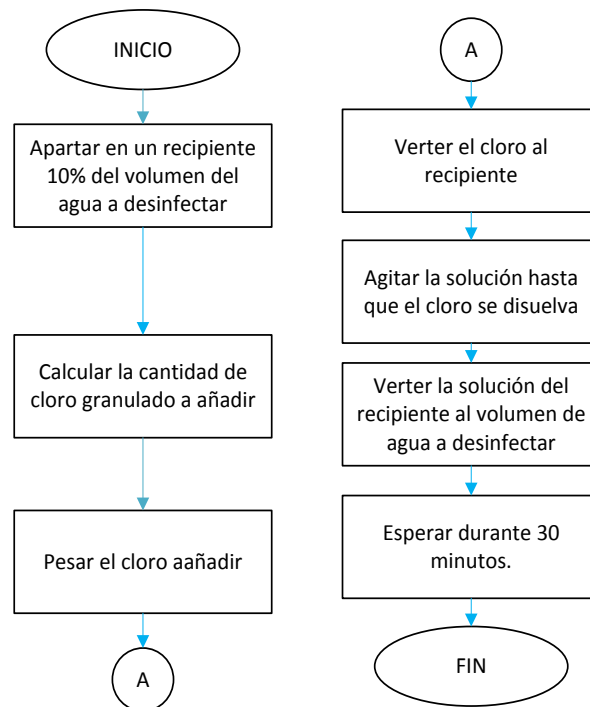 INICIO
Apartar en un recipiente
10% del volumen del
agua a desinfectar
Calcular la cantidad de
cloro granulado a añadir
Pesar el cloro aañadir
A
A
Verter el cloro al
recipiente
Agitar la solución hasta
que el cloro se disuelva
Verter la solución del
recipiente al volumen de
agua a desinfectar
Esperar durante 30
minutos.
FIN